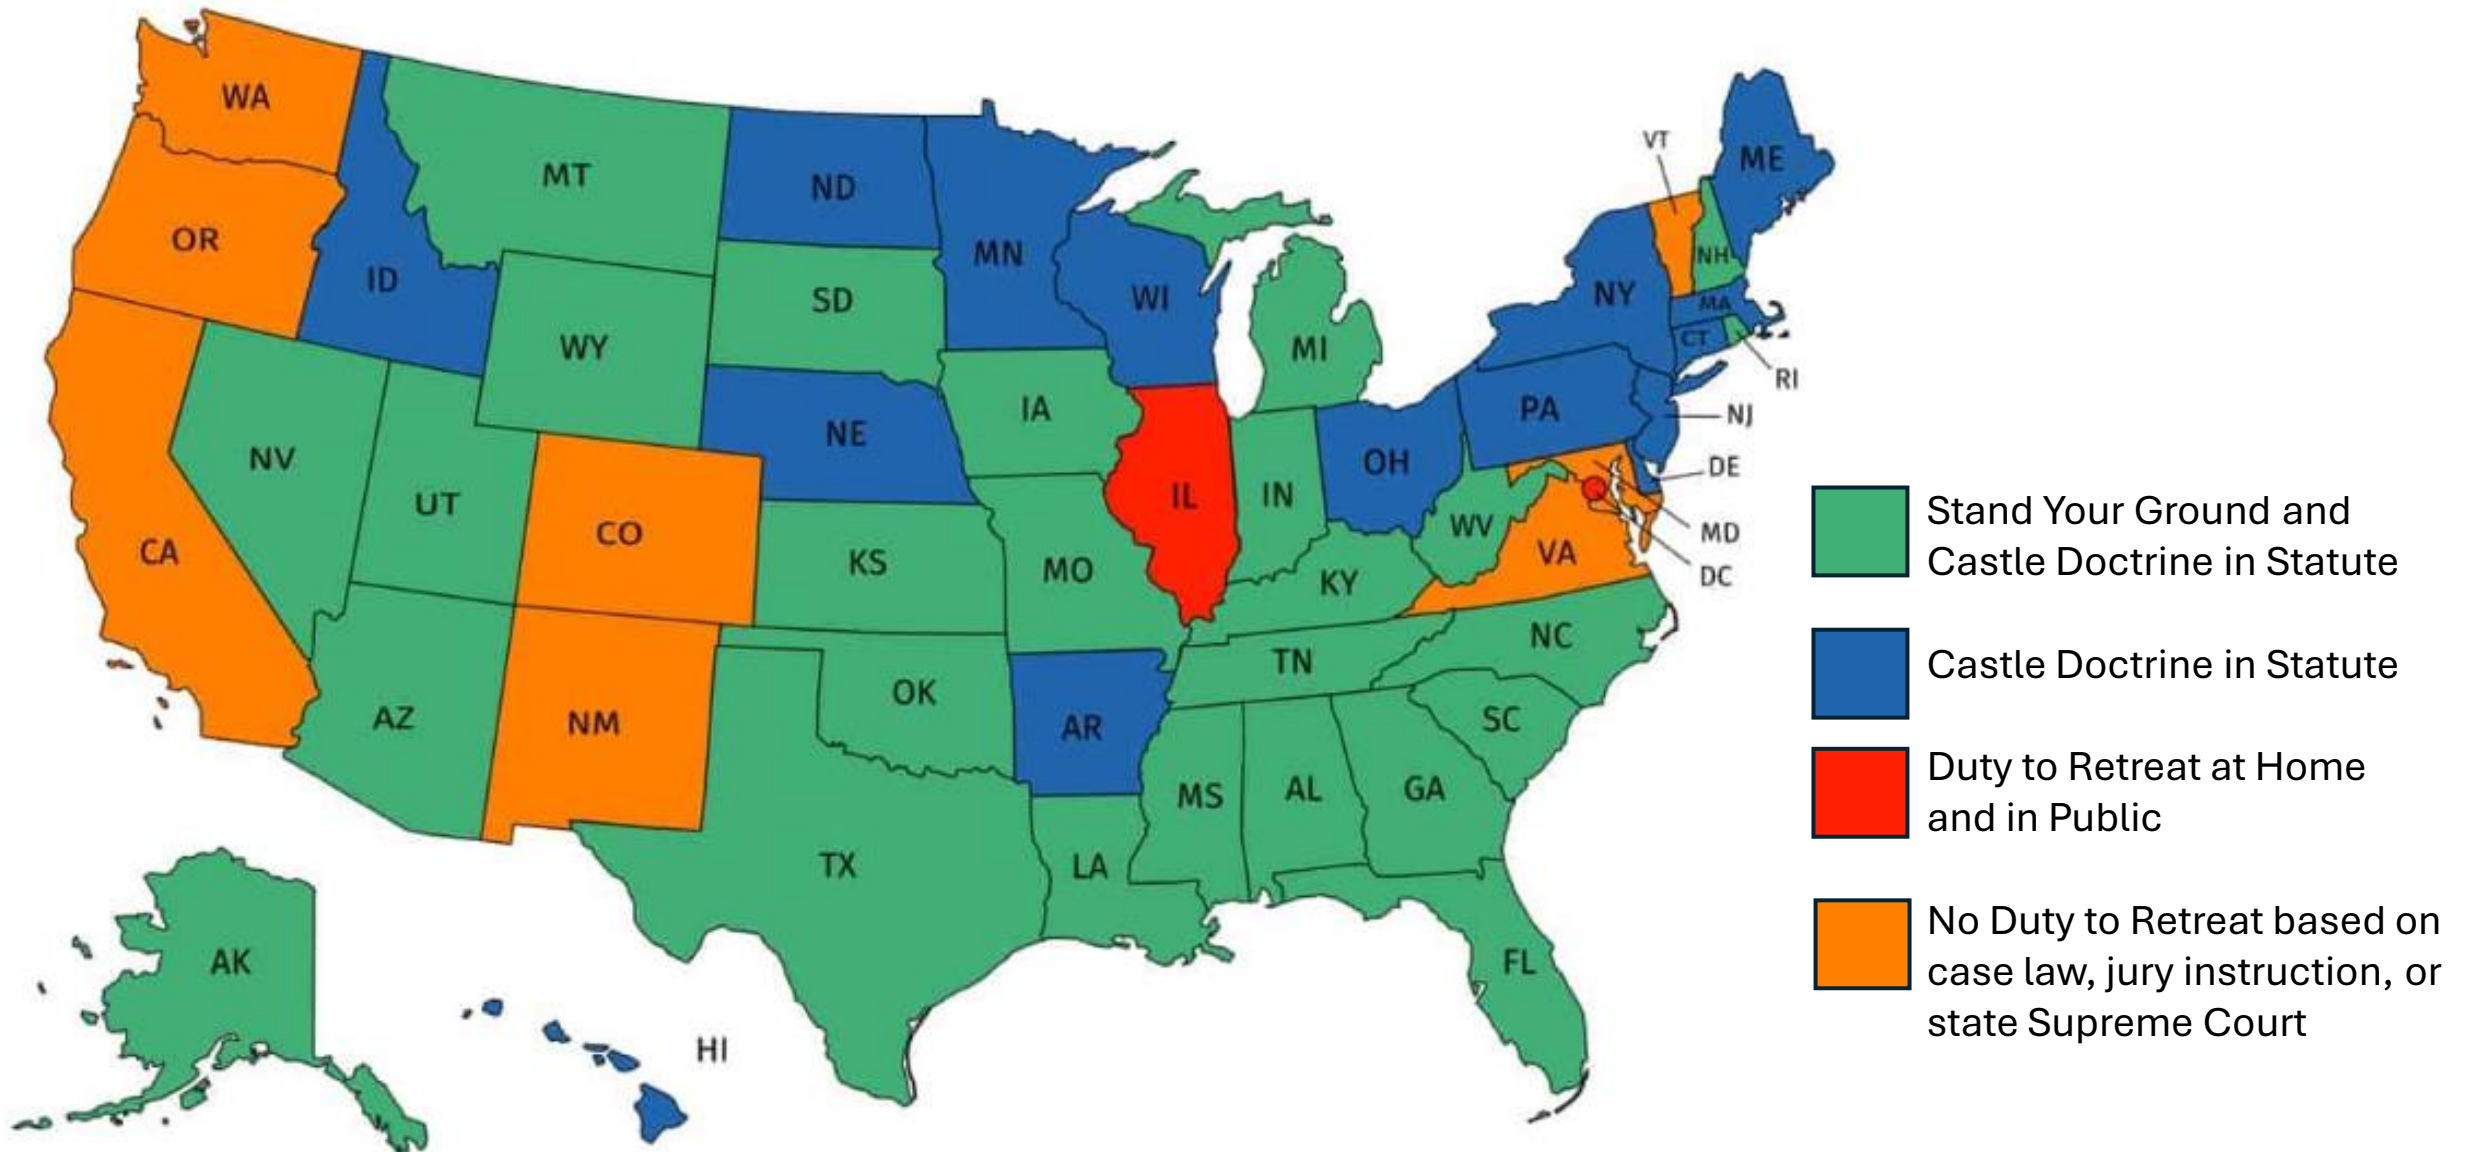 WA
MT
ND
MN
VT
ME
OR
ID
SD
WI
NY
NH
MA
WY
MI
CT
RI
IA
NE
PA
NJ
NV
UT
CO
IL
IN
OH
DE
CA
KS
MO
WV
VA
MD
KY
DC
NC
TN
AZ
NM
OK
AR
SC
MS
AL
GA
TX
LA
FL
AK
HI
Stand Your Ground and
Castle Doctrine in Statute
Castle Doctrine in Statute
Duty to Retreat at Home
and in Public
No Duty to Retreat based on
case law, jury instruction, or
state Supreme Court